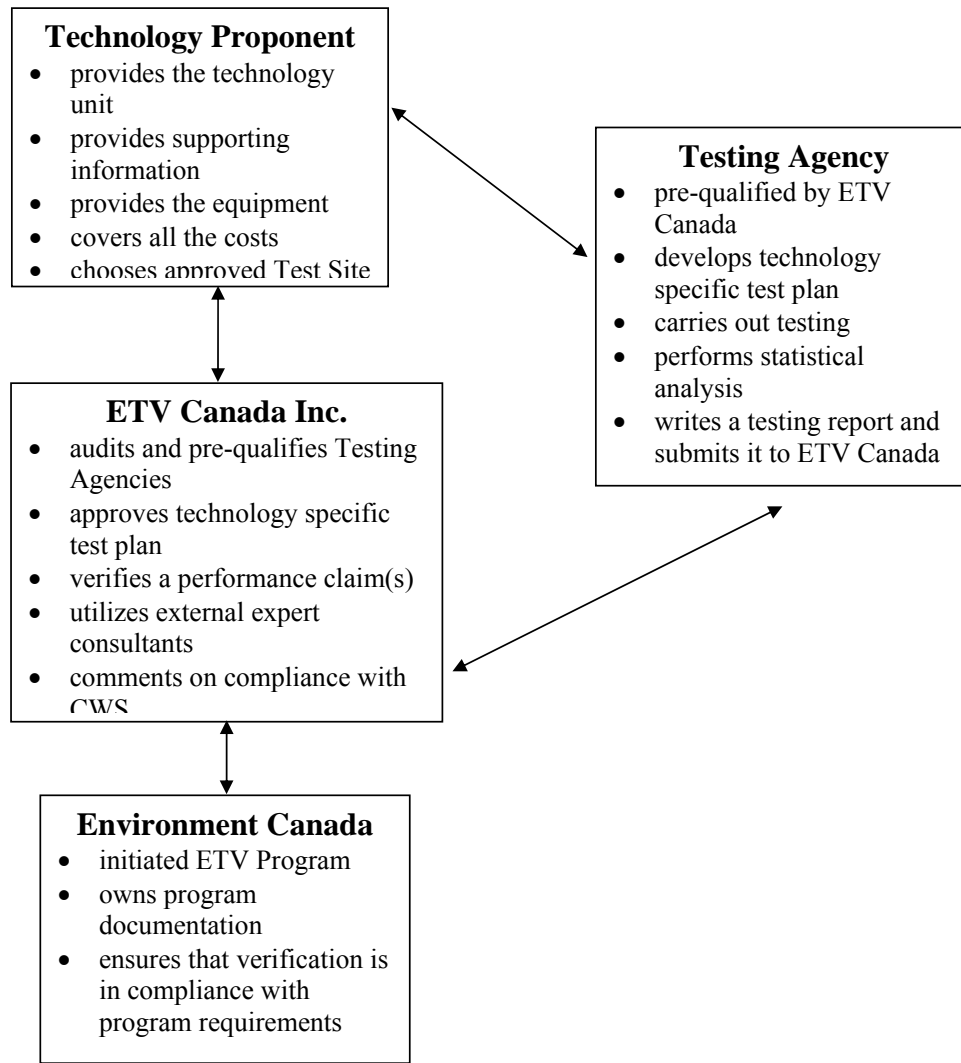 Technology Proponent
• provides the technology
unit
• provides supporting
information
• provides the equipment
• covers all the costs
• chooses approved Test Site
Testing Agency
• pre-qualified by ETV
Canada
• develops technology
specific test plan
• carries out testing
• performs statistical
analysis
• writes a testing report and
submits it to ETV Canada
ETV Canada Inc.
• audits and pre-qualifies Testing
Agencies
• approves technology specific
test plan
• verifies a performance claim(s)
• utilizes external expert
consultants
• comments on compliance with
CWS
Environment Canada
• initiated ETV Program
• owns program
documentation
• ensures that verification is
in compliance with
program requirements